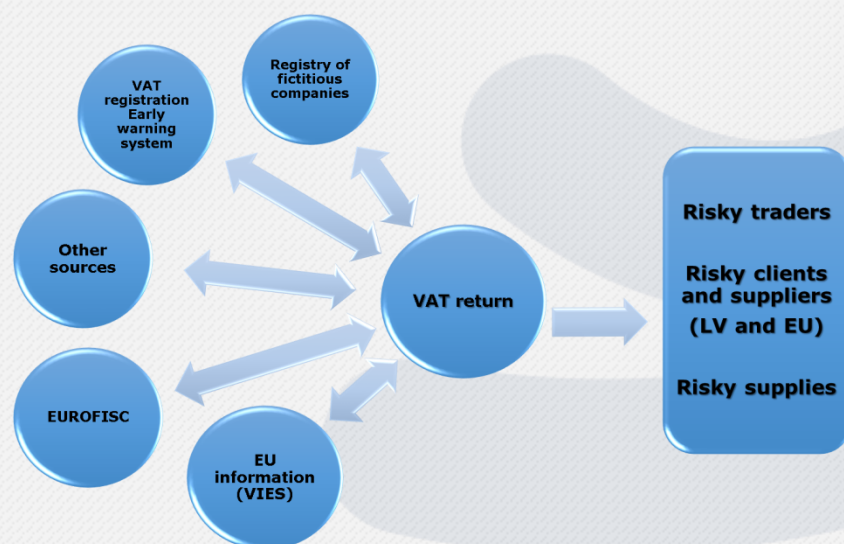 Registry of
fictitious
companies
VAT
registration
Early
warning
system
Other
sources
EUROFISC
EU
information
(VIES)
VAT return
Risky traders
Risky clients
and suppliers
(LV and EU)
Risky supplies